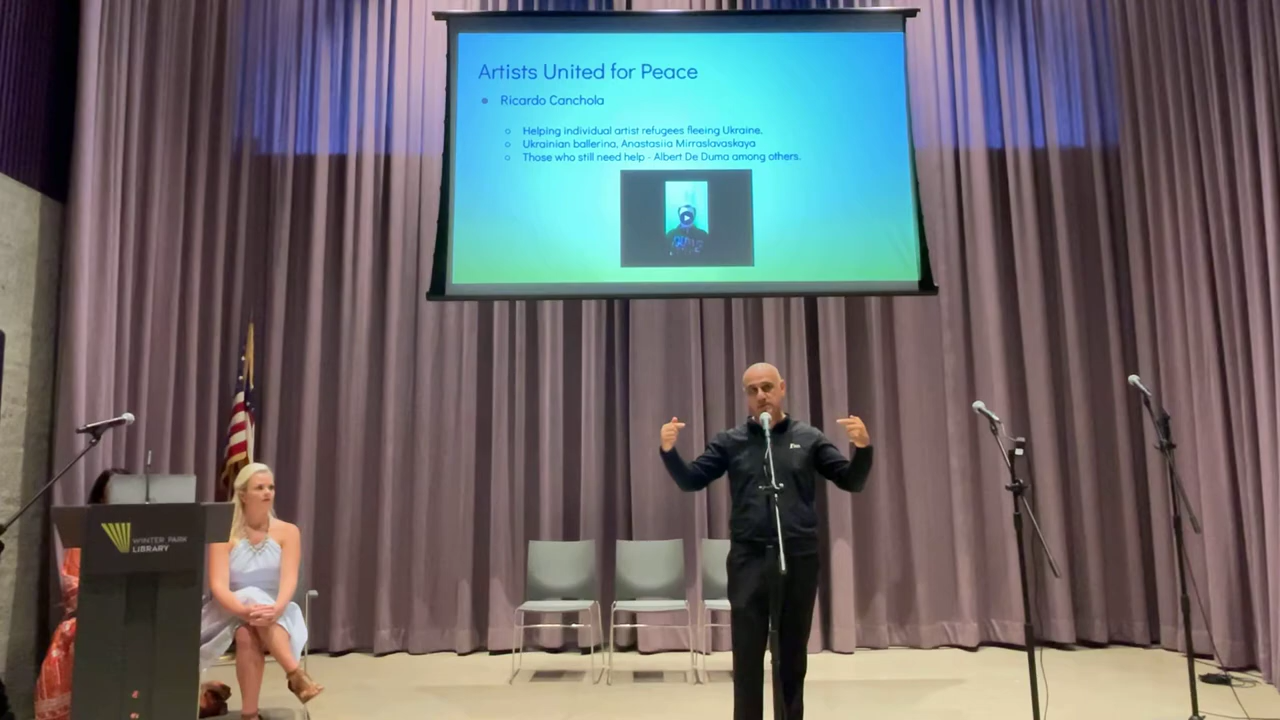 Artists United for Peace
Ricardo Canchola
Helping individual artist refugees fleeing Ukraine.
Ukrainian ballerina, Anastasiia Mirraslavaskaya
Those who still need help - Albert De Duma among others.
WINTER PARK
LIBRARY